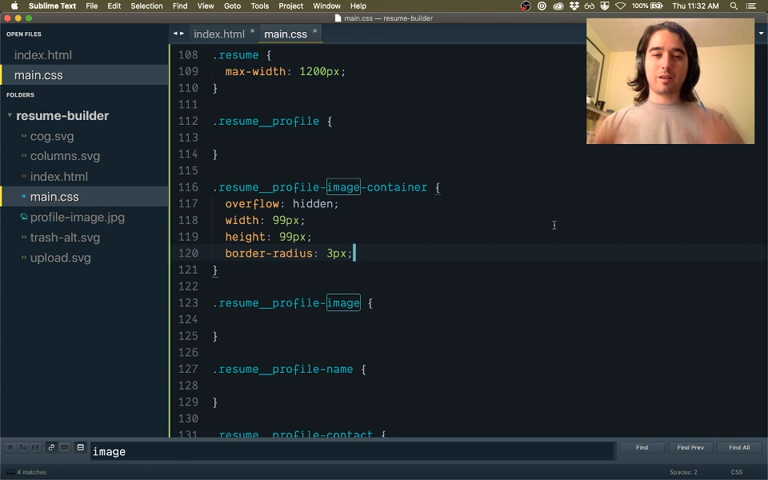 Sublime Text File Edit Selection Find View Goto Tools Project Window Help 100% Wed 11:32 AM
main.css — resume-builder
OPEN FILES
index.html
main.css
FOLDERS
resume-builder
cog.svg
columns.svg
index.html
main.css
profile-image.jpg
trash-alt.svg
upload.svg
index.html × main.css ×
108 .resume {
109 max-width: 1200px;
110 }
111
112 .resume__profile {
113
114 }
115
116 .resume__profile-image-container {
117 overflow: hidden;
118 width: 99px;
119 height: 99px;
120 border-radius: 3px;
121 }
122
123 .resume__profile-image {
124
125 }
126
127 .resume__profile-name {
128
129 }
130
131 .resume__profile-contact {
image
Find Find Prev Find All
4 matches Spaces: 2 CSS